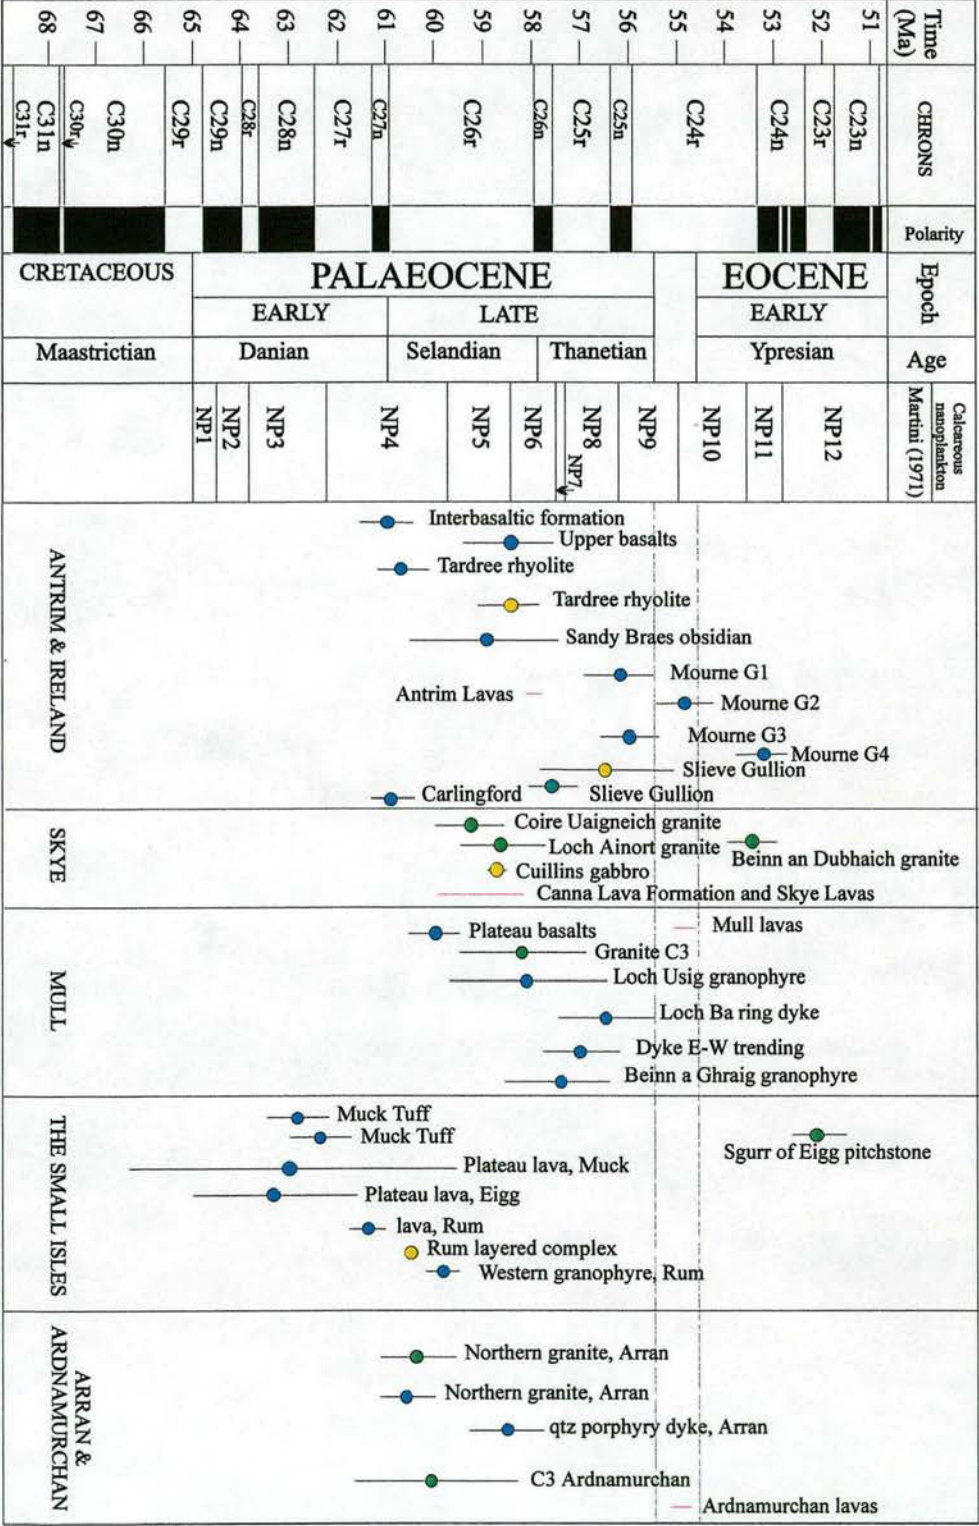 Time
(Ma)
68
67
66
65
64
63
62
61
60
59
58
57
56
55
54
53
52
51
CHRONS
C31r
C31n
C30r
C30n
C29r
C29n
C28r
C28n
C27r
C27n
C26r
C26n
C25r
C25n
C24r
C24n
C23r
C23n
Polarity
CRETACEOUS
PALAEOCENE
EOCENE
Epoch
EARLY
LATE
EARLY
Maastrictian
Danian
Selandian
Thanetian
Ypresian
Age
NP1
NP2
NP3
NP4
NP5
NP6
NP7
NP8
NP9
NP10
NP11
NP12
Calcareous
nanoplankton
Martini (1971)
ANTRIM & IRELAND
Interbasaltic formation
Upper basalts
Tardree rhyolite
Tardree rhyolite
Sandy Braes obsidian
Mourne G1
Antrim Lavas
Mourne G2
Mourne G3
Mourne G4
Slieve Gullion
Carlingford
Slieve Gullion
SKYE
Coire Uaigneich granite
Loch Ainort granite
Beinn an Dubhaich granite
Cuillins gabbro
Canna Lava Formation and Skye Lavas
MULL
Plateau basalts
Mull lavas
Granite C3
Loch Usig granophyre
Loch Ba ring dyke
Dyke E-W trending
Beinn a Ghraig granophyre
THE SMALL ISLES
Muck Tuff
Muck Tuff
Sgurr of Eigg pitchstone
Plateau lava, Muck
Plateau lava, Eigg
lava, Rum
Rum layered complex
Western granophyre, Rum
ARRAN &
ARDNAMURCHAN
Northern granite, Arran
Northern granite, Arran
qtz porphyry dyke, Arran
C3 Ardnamurchan
Ardnamurchan lavas